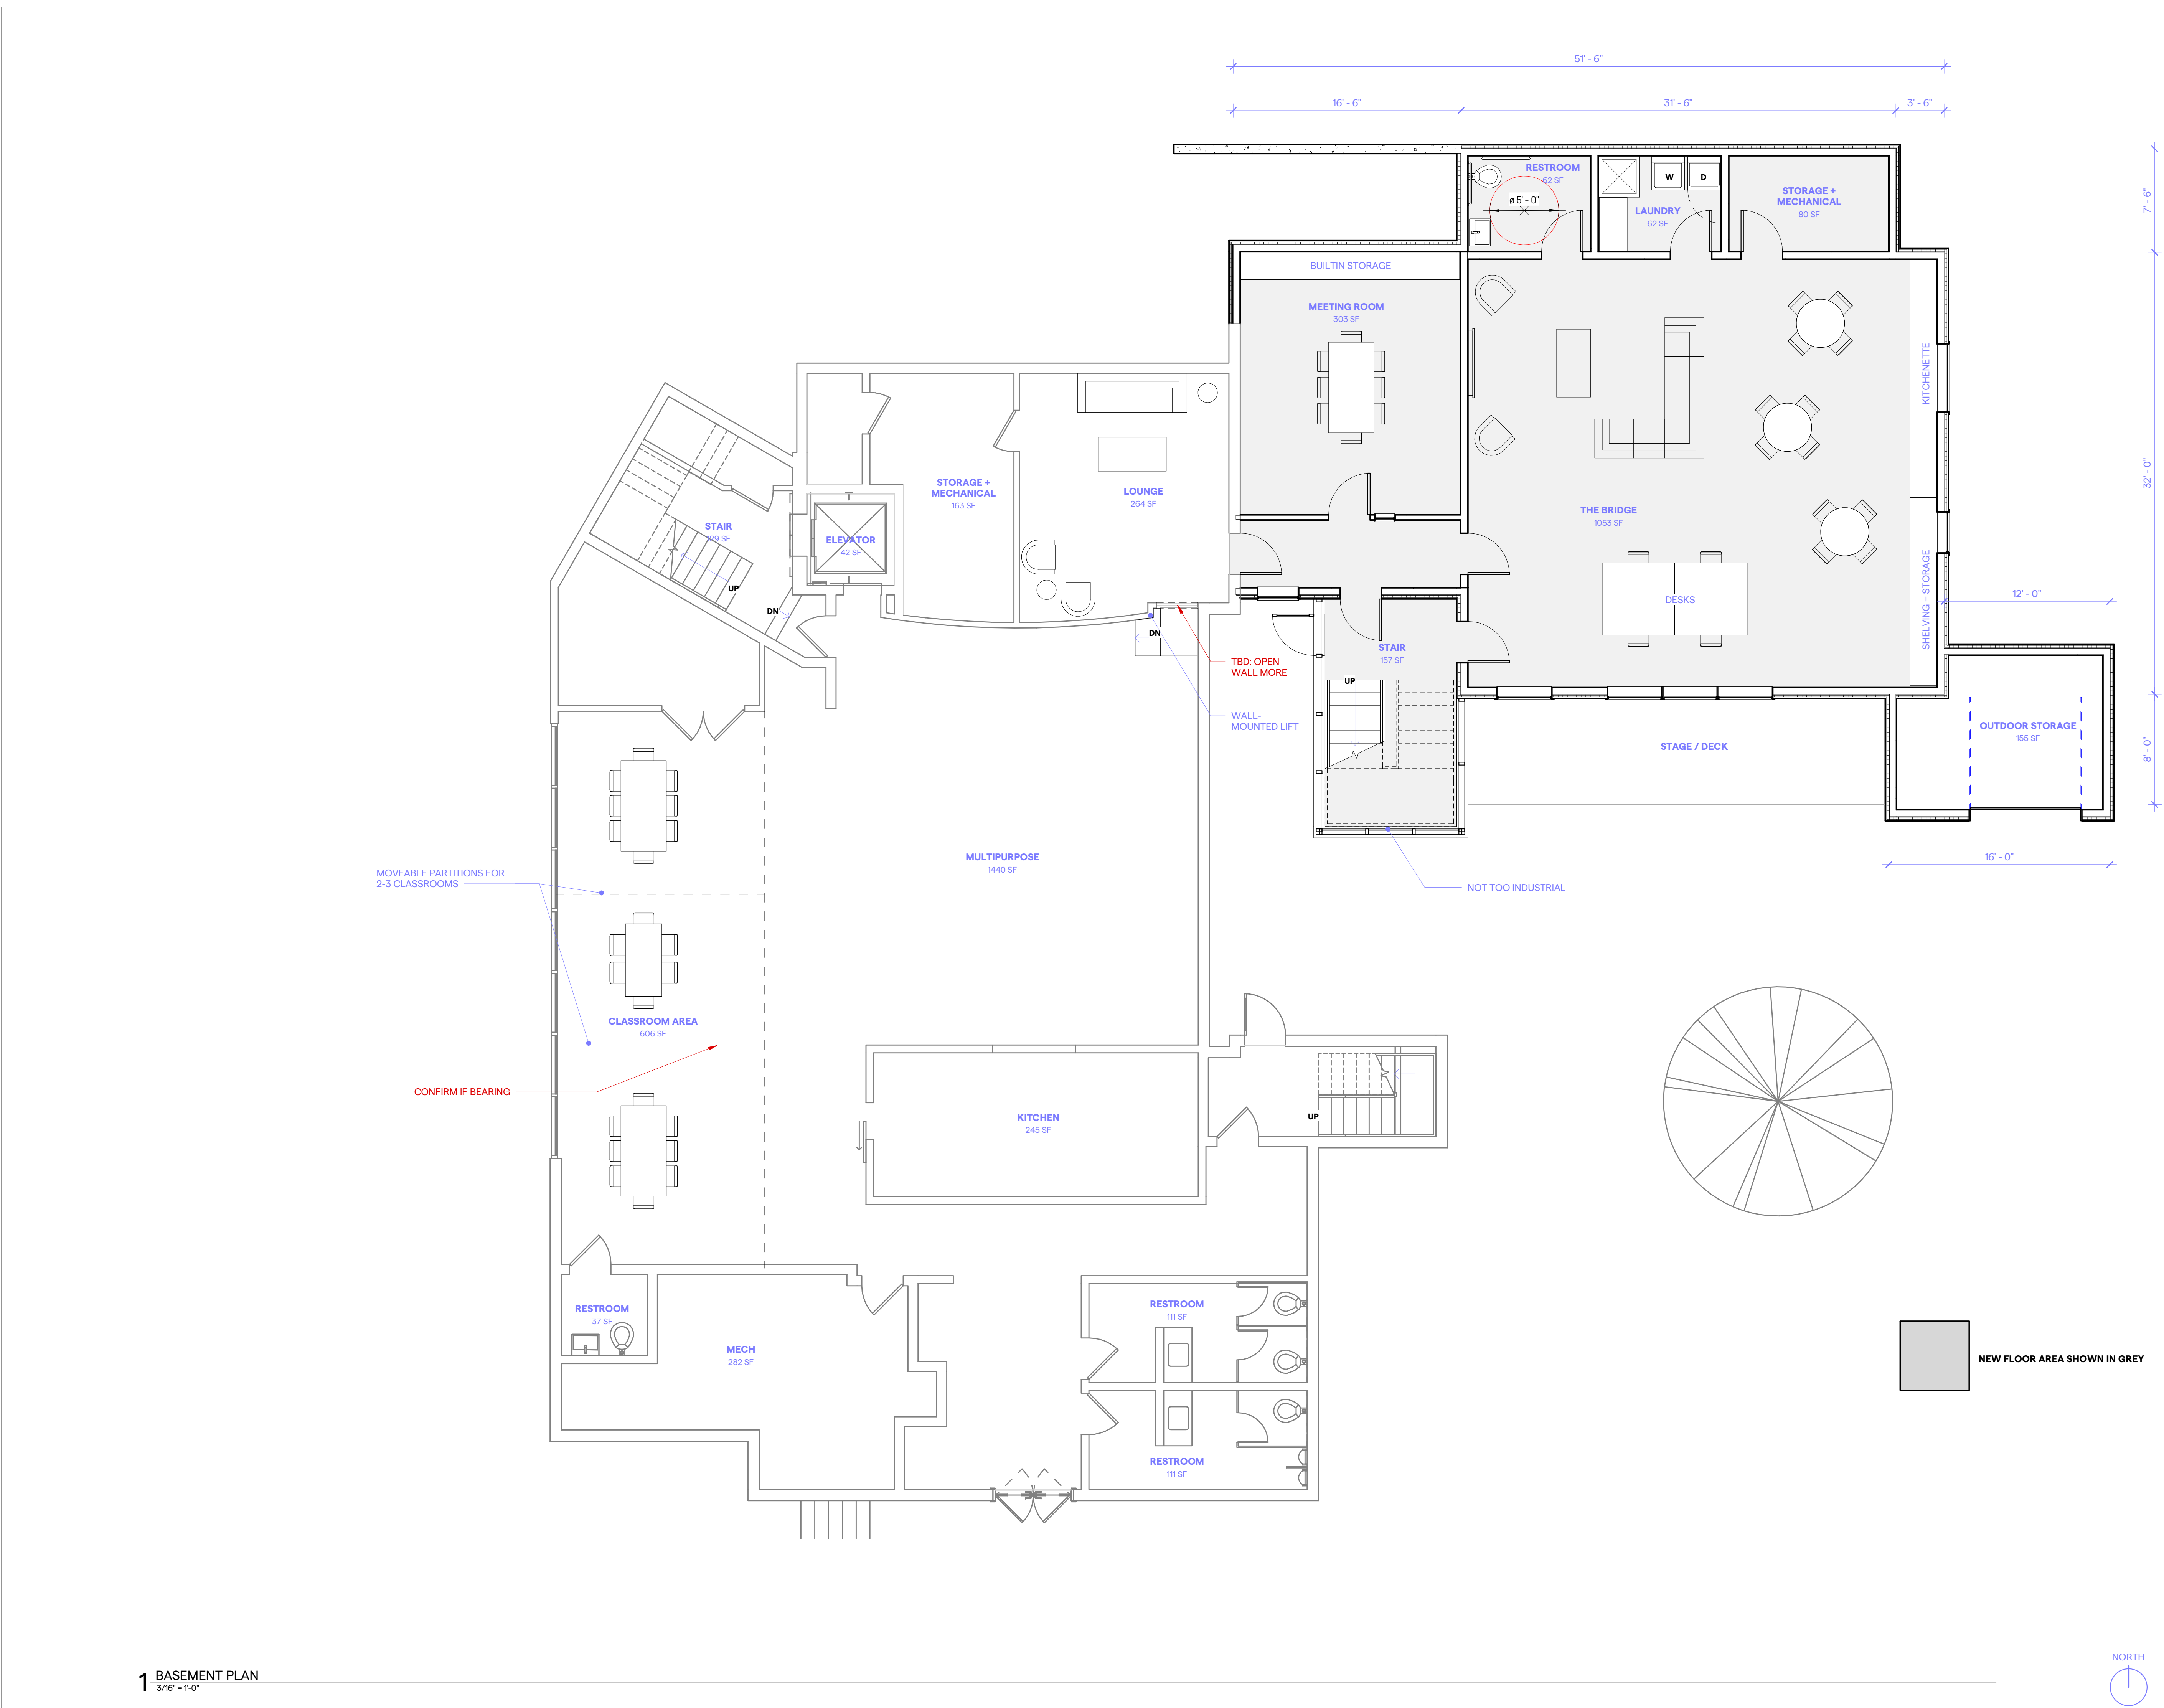 51' - 6"
16' - 6"
31' - 6"
3' - 6"
7' - 6"
RESTROOM
62 SF
ø 5' - 0"
W
D
LAUNDRY
62 SF
STORAGE +
MECHANICAL
80 SF
BUILTIN STORAGE
MEETING ROOM
303 SF
KITCHENETTE
32' - 0"
STORAGE +
MECHANICAL
163 SF
LOUNGE
264 SF
THE BRIDGE
1053 SF
STAIR
129 SF
ELEVATOR
42 SF
UP
DN
DN
DESKS
SHELVING + STORAGE
12' - 0"
TBD: OPEN
WALL MORE
STAIR
157 SF
UP
WALL-
MOUNTED LIFT
STAGE / DECK
OUTDOOR STORAGE
155 SF
8' - 0"
MULTIPURPOSE
1440 SF
16' - 0"
MOVEABLE PARTITIONS FOR
2-3 CLASSROOMS
NOT TOO INDUSTRIAL
CLASSROOM AREA
606 SF
CONFIRM IF BEARING
KITCHEN
245 SF
UP
RESTROOM
37 SF
RESTROOM
111 SF
MECH
282 SF
NEW FLOOR AREA SHOWN IN GREY
RESTROOM
111 SF
1
BASEMENT PLAN
3/16" = 1'-0"
NORTH